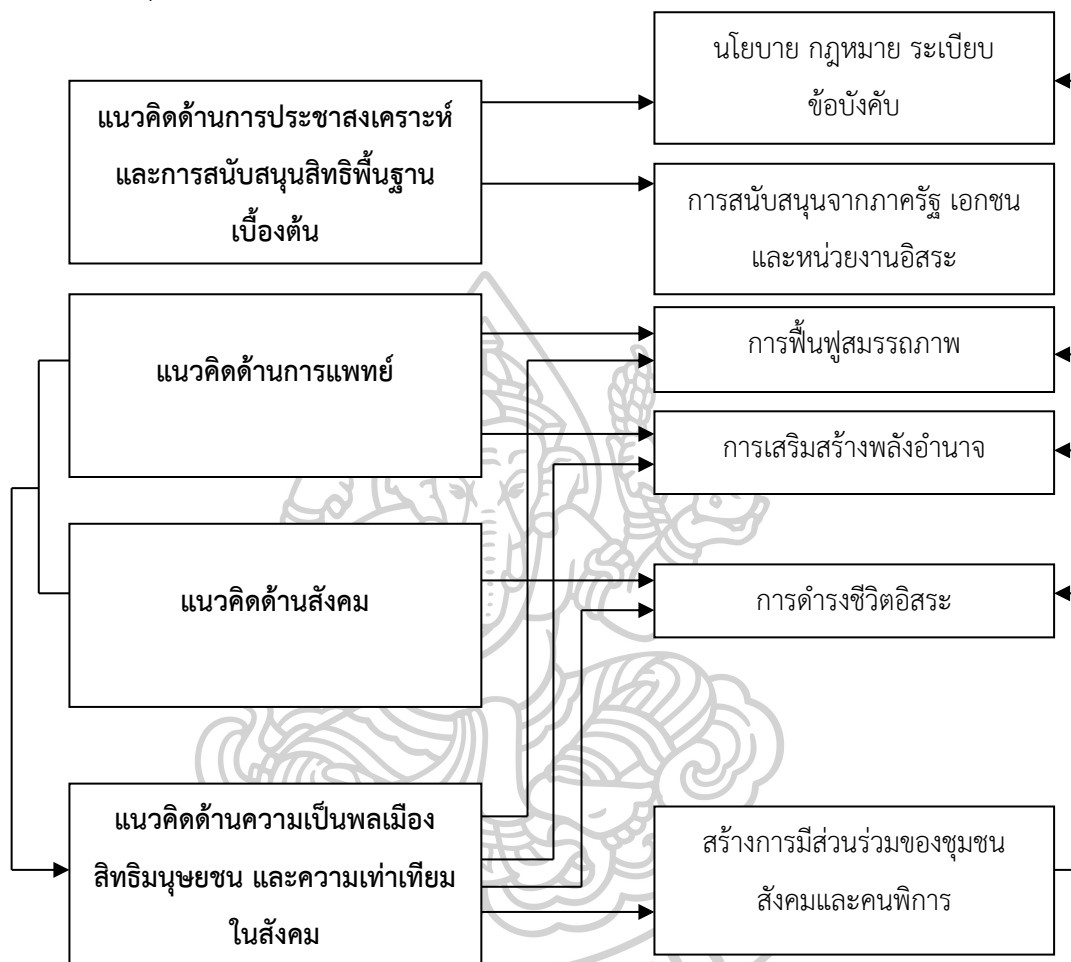 แนวคิดด้านการประชาสงเคราะห์
และการสนับสนุนสิทธิพื้นฐาน
เบื้องต้น
นโยบาย กฎหมาย ระเบียบ
ข้อบังคับ
การสนับสนุนจากภาครัฐ เอกชน
และหน่วยงานอิสระ
แนวคิดด้านการแพทย์
การฟื้นฟูสมรรถภาพ
การเสริมสร้างพลังอำนาจ
แนวคิดด้านสังคม
การดำรงชีวิตอิสระ
แนวคิดด้านความเป็นพลเมือง
สิทธิมนุษยชน และความเท่าเทียม
ในสังคม
สร้างการมีส่วนร่วมของชุมชน
สังคมและคนพิการ